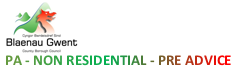 Cyngor Bwrdeistref Sirol
Blaenau Gwent
County Borough Council
PA - NON RESIDENTIAL - PRE ADVICE